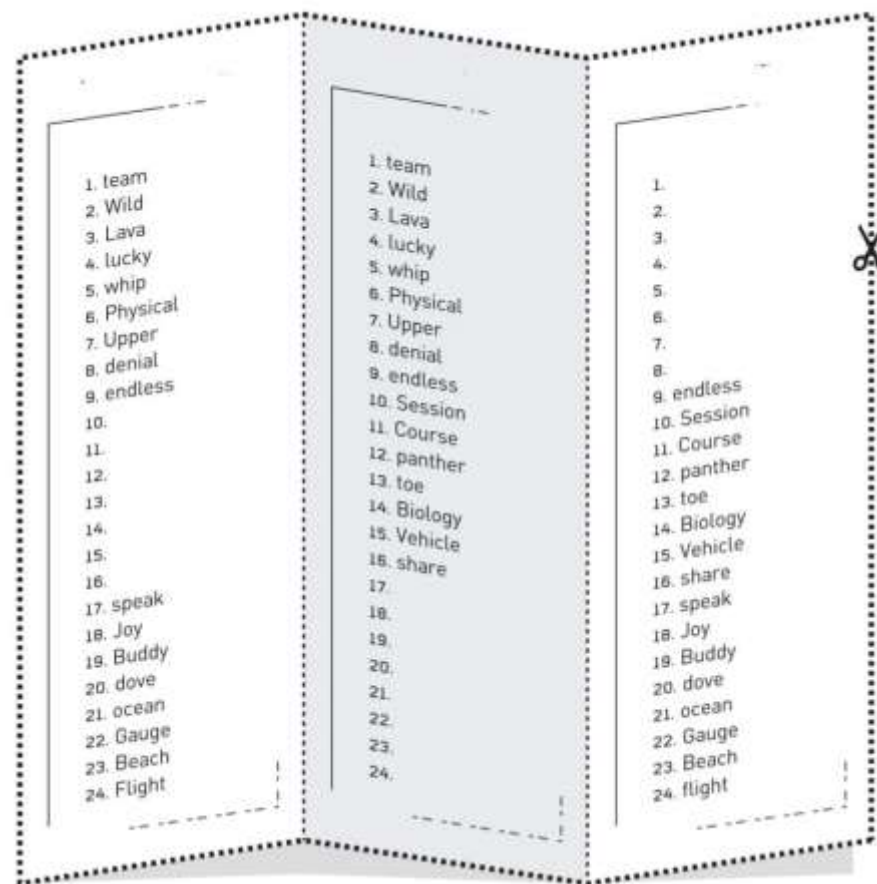 1. team
2. Wild
3. Lava
4. lucky
5. whip
6. Physical
7. Upper
8. denial
9. endless
10.
11.
12.
13.
14.
15.
16.
17. speak
18. Joy
19. Buddy
20. dove
21. ocean
22. Gauge
23. Beach
24. Flight
1. team
2. Wild
3. Lava
4. lucky
5. whip
6. Physical
7. Upper
8. denial
9. endless
10. Session
11. Course
12. panther
13. toe
14. Biology
15. Vehicle
16. share
17.
18.
19.
20.
21.
22.
23.
24.
1.
2.
3.
4.
5.
6.
7.
8.
9. endless
10. Session
11. Course
12. panther
13. toe
14. Biology
15. Vehicle
16. share
17. speak
18. Joy
19. Buddy
20. dove
21. ocean
22. Gauge
23. Beach
24. flight